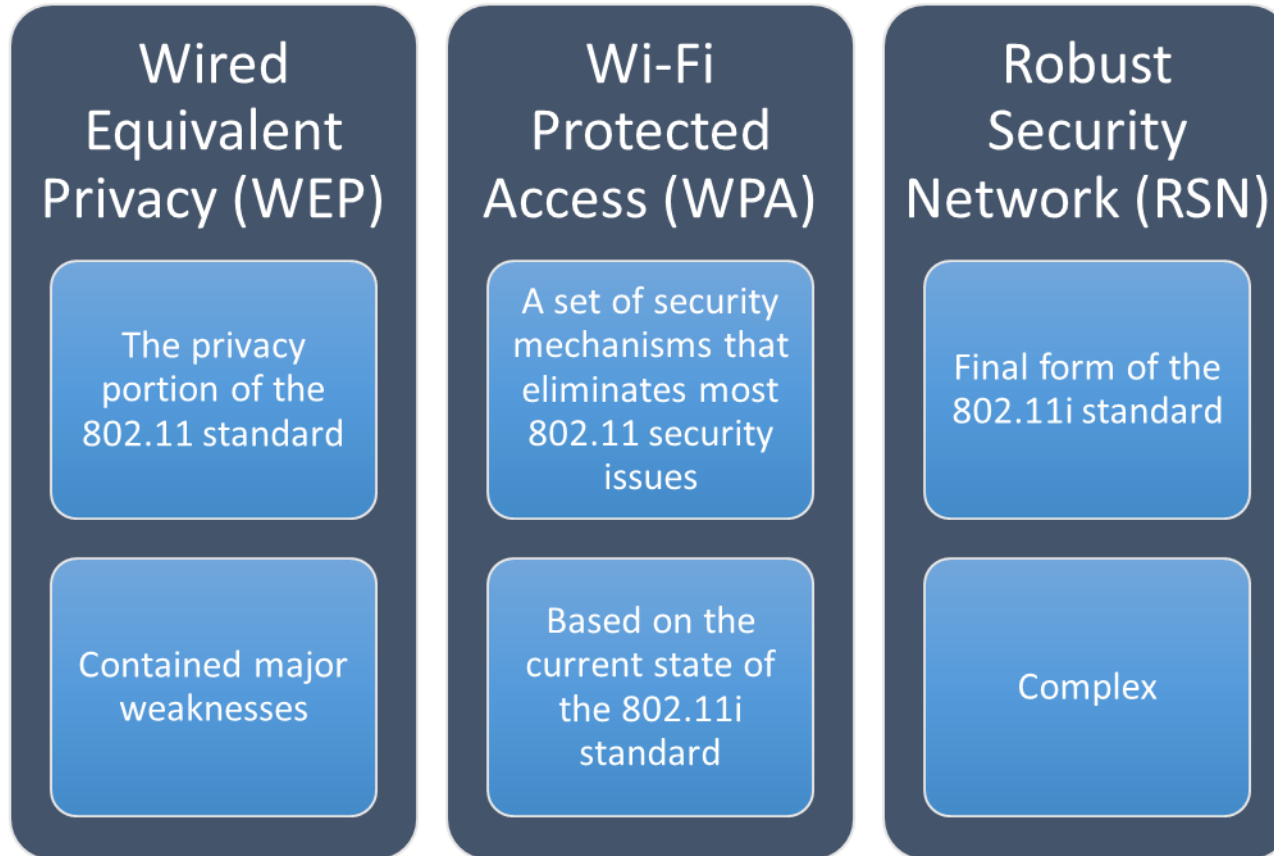 Wired
Equivalent
Privacy (WEP)
The privacy
portion of the
802.11 standard
Contained major
weaknesses
Wi-Fi
Protected
Access (WPA)
A set of security
mechanisms that
eliminates most
802.11 security
issues
Based on the
current state of
the 802.11i
standard
Robust
Security
Network (RSN)
Final form of the
802.11i standard
Complex